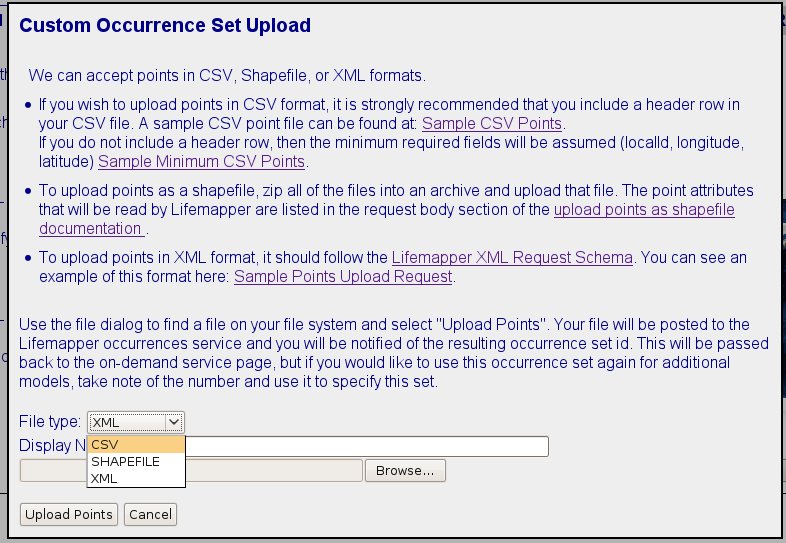 Custom Occurrence Set Upload
We can accept points in CSV, Shapefile, or XML formats.
• If you wish to upload points in CSV format, it is strongly recommended that you include a header row in
your CSV file. A sample CSV point file can be found at: Sample CSV Points.
If you do not include a header row, then the minimum required fields will be assumed (localId, longitude,
latitude) Sample Minimum CSV Points.
• To upload points as a shapefile, zip all of the files into an archive and upload that file. The point attributes
that will be read by Lifemapper are listed in the request body section of the upload points as shapefile
documentation .
• To upload points in XML format, it should follow the Lifemapper XML Request Schema. You can see an
example of this format here: Sample Points Upload Request.
Use the file dialog to find a file on your file system and select "Upload Points". Your file will be posted to the
Lifemapper occurrences service and you will be notified of the resulting occurrence set id. This will be passed
back to the on-demand service page, but if you would like to use this occurrence set again for additional
models, take note of the number and use it to specify this set.
File type: XML
Display N
CSV
SHAPEFILE
XML
Browse...
Upload Points Cancel